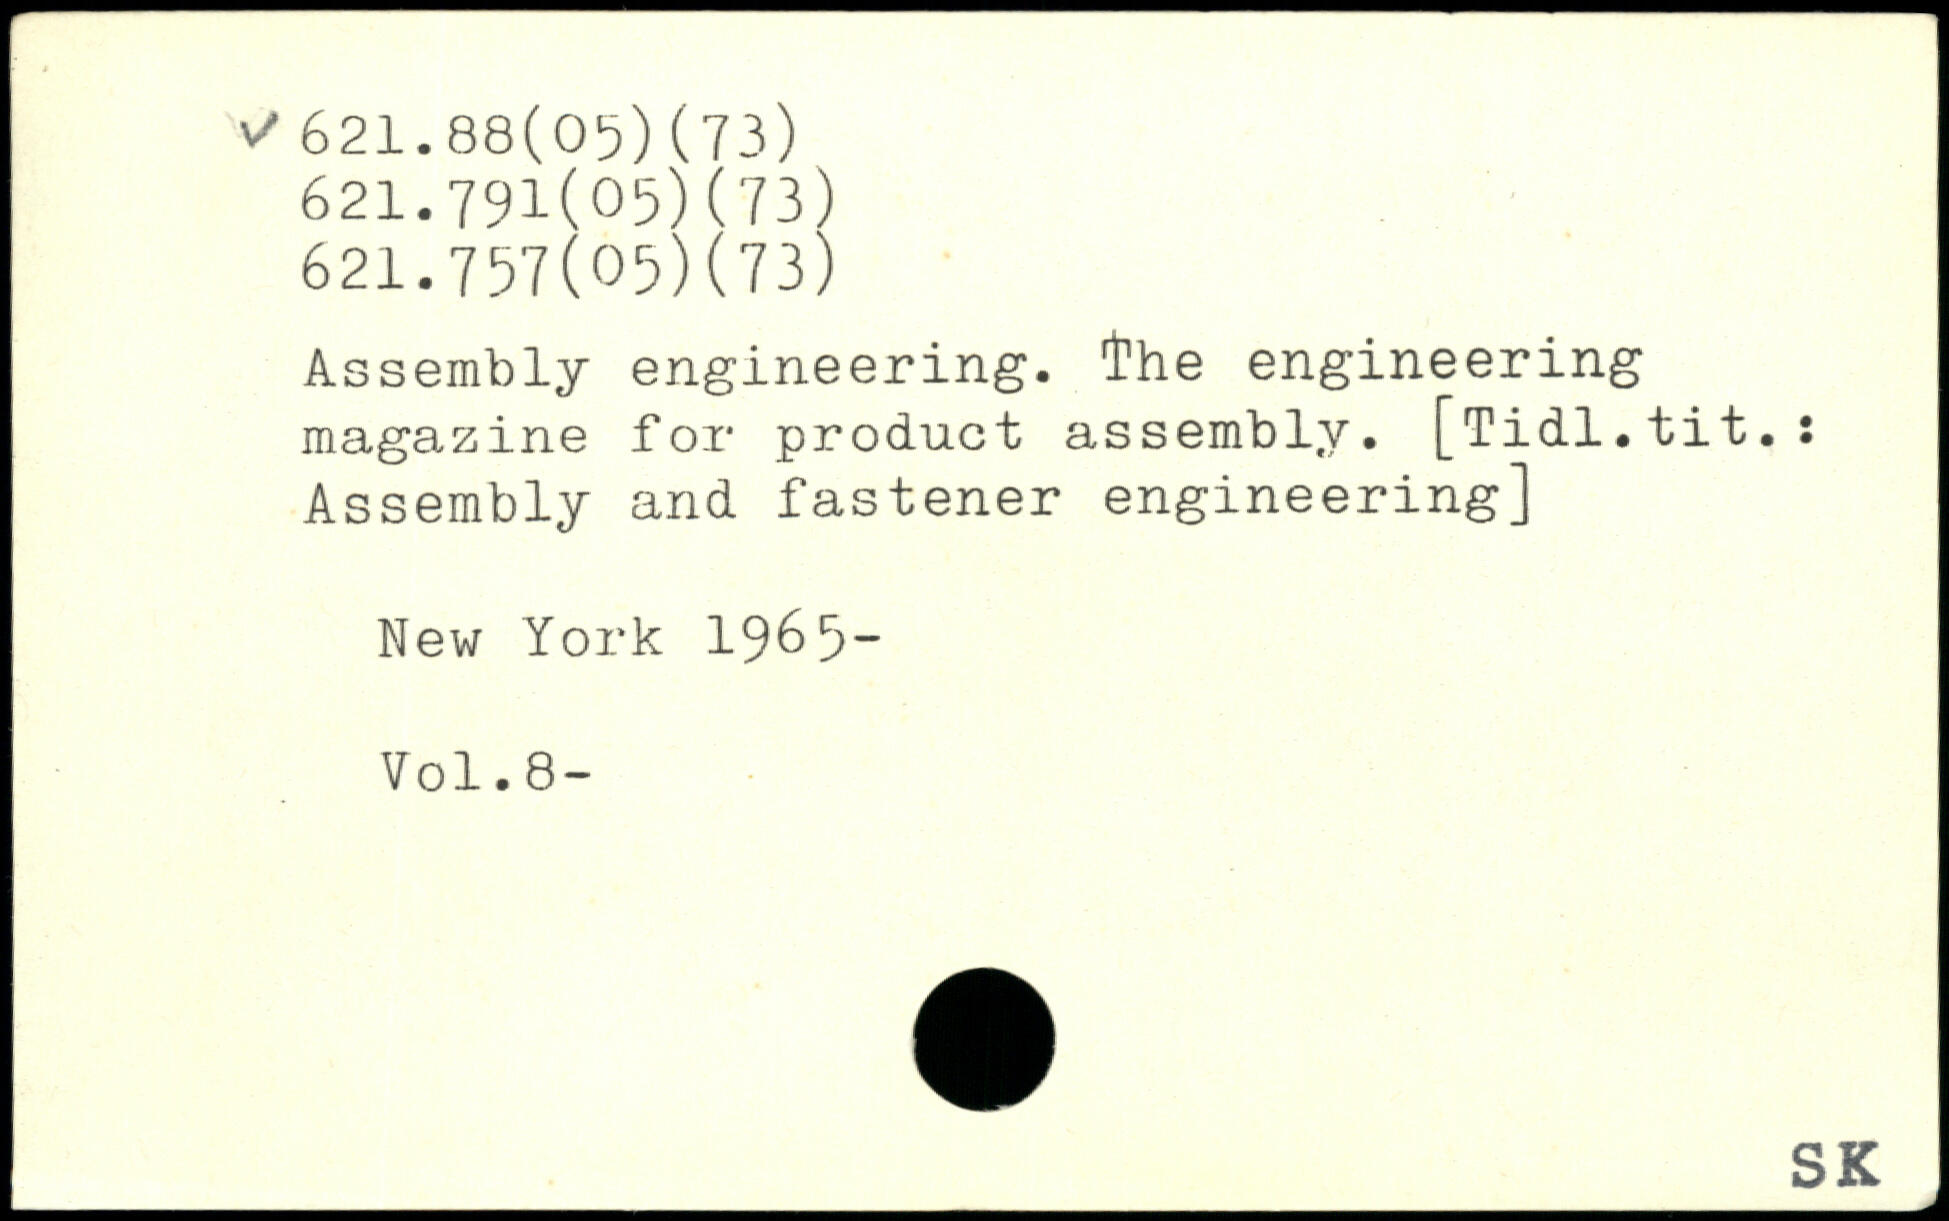 ✓ 621.88(05)(73)
621.791(05)(73)
621.757(05)(73)
Assembly engineering. The engineering
magazine for product assembly. [Tidl.tit.:
Assembly and fastener engineering]
New York 1965-
Vol.8-
SK